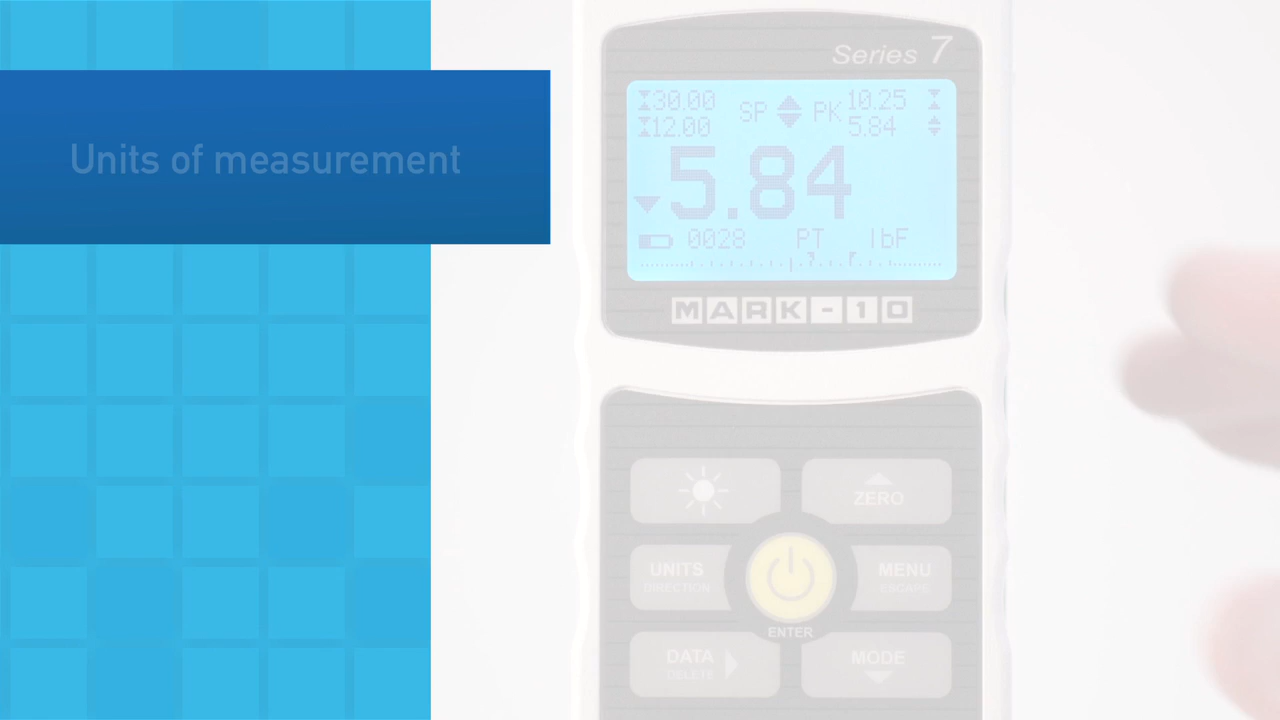 Units of measurement
Series 7
30.00 SP PK 10.25
12.00 5.84
5.84
0028 PT lbF
MARK-10
ZERO
UNITS
DIRECTION
MENU
ESCAPE
ENTER
DATA
DELETE
MODE